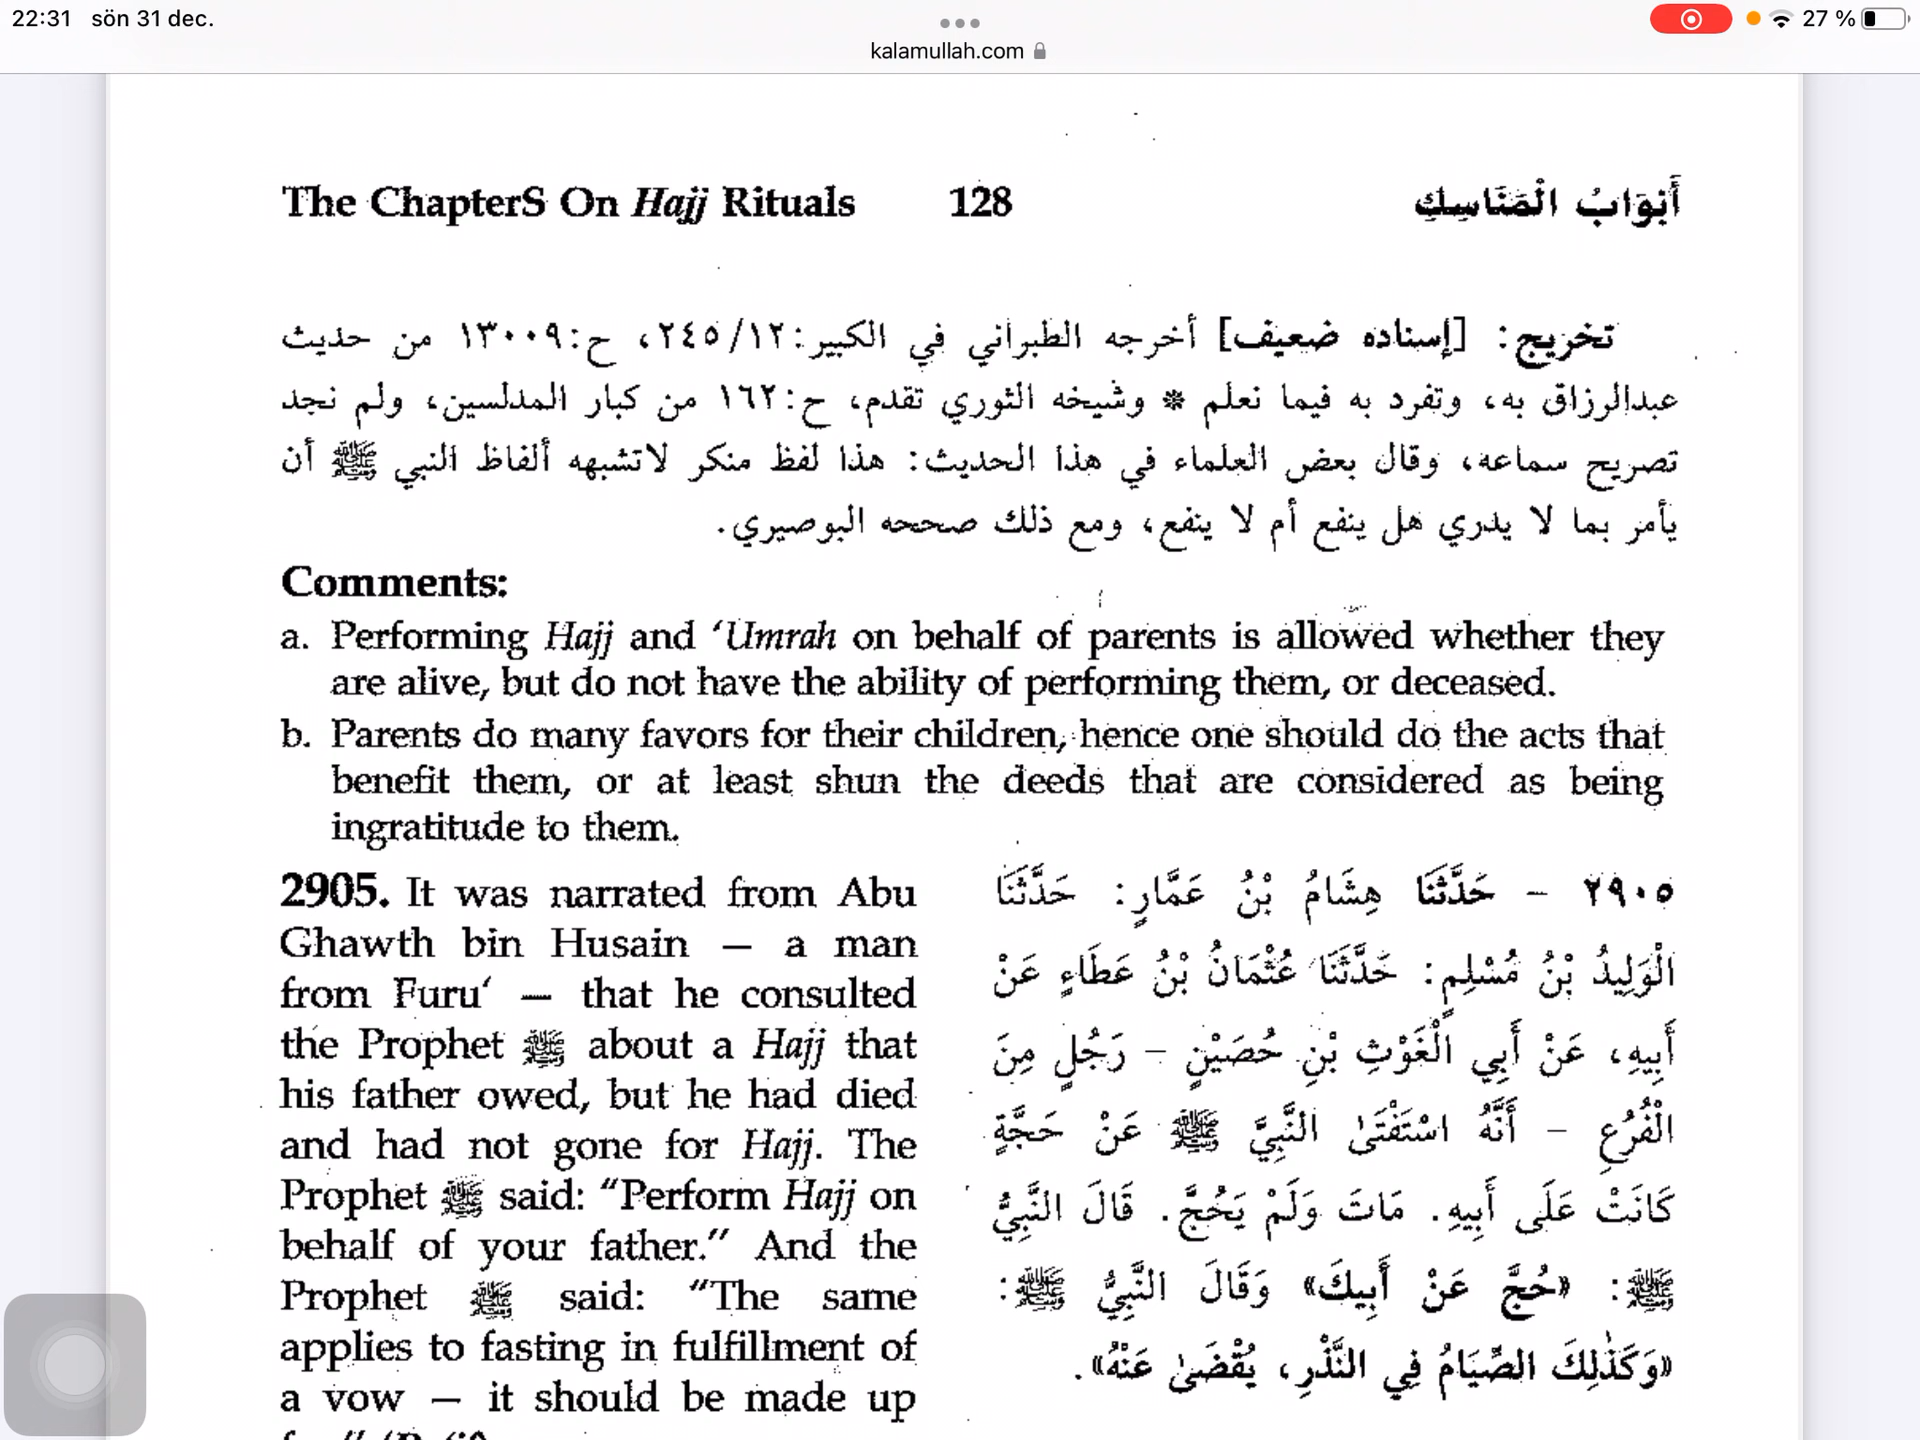 22:31 sön 31 dec.
27 %
kalamullah.com
The ChapterS On Hajj Rituals 128 أَبْوَابُ الْمَنَاسِكِ
تخريج: [إسناده ضعيف] أخرجه الطبراني في الكبير: ١٢/ ٢٤٥، ح: ١٣٠٠٩ من حديث
عبدالرزاق به، وتفرد به فيما نعلم * وشيخه الثوري تقدم، ح: ١٦٢ من كبار المدلسين، ولم نجد
تصريح سماعه، وقال بعض العلماء في هذا الحديث: هذا لفظ منكر لاتشبهه ألفاظ النبي ﷺ أن
يأمر بما لا يدري هل ينفع أم لا ينفع، ومع ذلك صححه البوصيري.
Comments:
a. Performing Hajj and ‘Umrah on behalf of parents is allowed whether they
are alive, but do not have the ability of performing them, or deceased.
b. Parents do many favors for their children, hence one should do the acts that
benefit them, or at least shun the deeds that are considered as being
ingratitude to them.
2905. It was narrated from Abu
Ghawth bin Husain — a man
from Furu‘ — that he consulted
the Prophet ﷺ about a Hajj that
his father owed, but he had died
and had not gone for Hajj. The
Prophet ﷺ said: “Perform Hajj on
behalf of your father.” And the
Prophet ﷺ said: “The same
applies to fasting in fulfillment of
a vow — it should be made up
٢٩٠٥ - حَدَّثَنَا هِشَامُ بْنُ عَمَّارٍ: حَدَّثَنَا
الْوَلِيدُ بْنُ مُسْلِمٍ: حَدَّثَنَا عُثْمَانُ بْنُ عَطَاءٍ عَنْ
أَبِيهِ، عَنْ أَبِي الْغَوْثِ بْنِ حُصَيْنٍ - رَجُلٍ مِنَ
الْفُرُعِ - أَنَّهُ اسْتَفْتَىٰ النَّبِيَّ ﷺ عَنْ حَجَّةٍ
كَانَتْ عَلَى أَبِيهِ. مَاتَ وَلَمْ يَحُجَّ. قَالَ النَّبِيُّ
ﷺ: «حُجَّ عَنْ أَبِيكَ» وَقَالَ النَّبِيُّ ﷺ:
«وَكَذٰلِكَ الصِّيَامُ فِي النَّذْرِ، يُقْضَىٰ عَنْهُ».